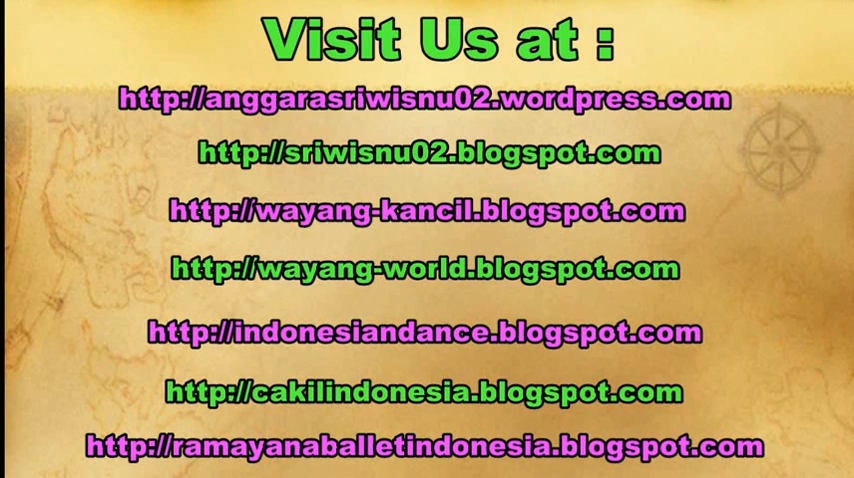 Visit Us at :
http://anggarasriwisnu02.wordpress.com
http://sriwisnu02.blogspot.com
http://wayang-kancil.blogspot.com
http://wayang-world.blogspot.com
http://indonesiandance.blogspot.com
http://cakilindonesia.blogspot.com
http://ramayanaballetindonesia.blogspot.com